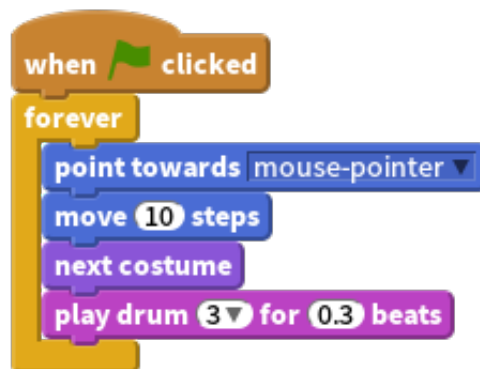 when clicked
forever
point towards mouse-pointer
move 10 steps
next costume
play drum 3 for 0.3 beats